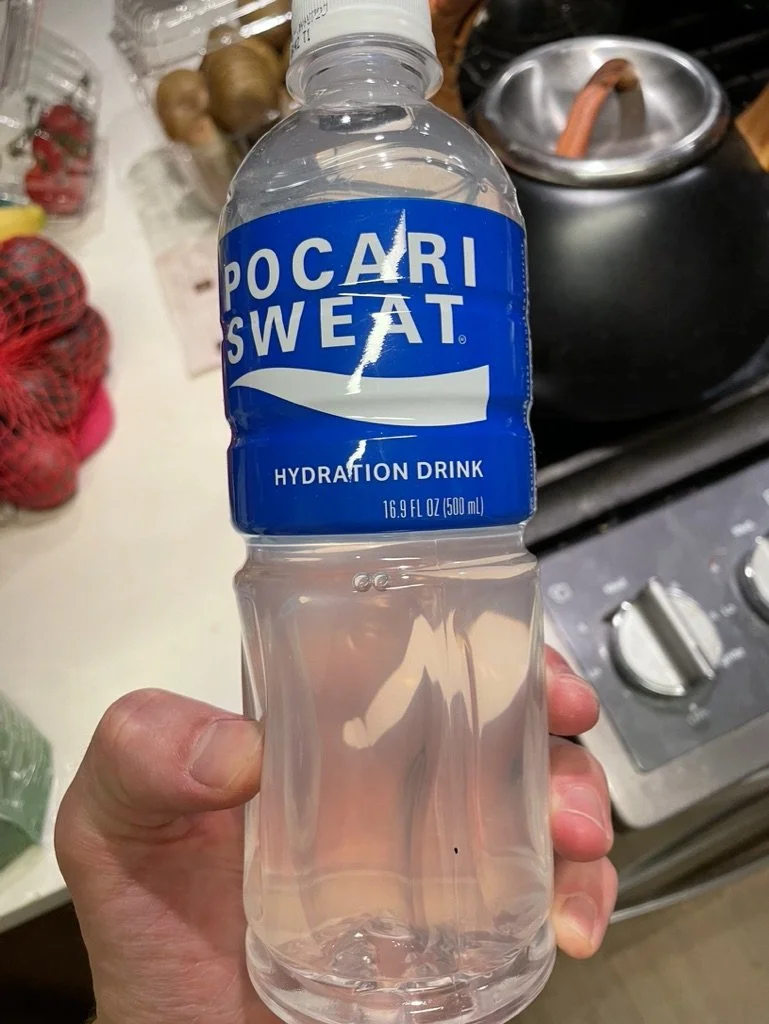 POCARI
SWEAT®
HYDRATION DRINK
16.9 FL OZ (500 mL)